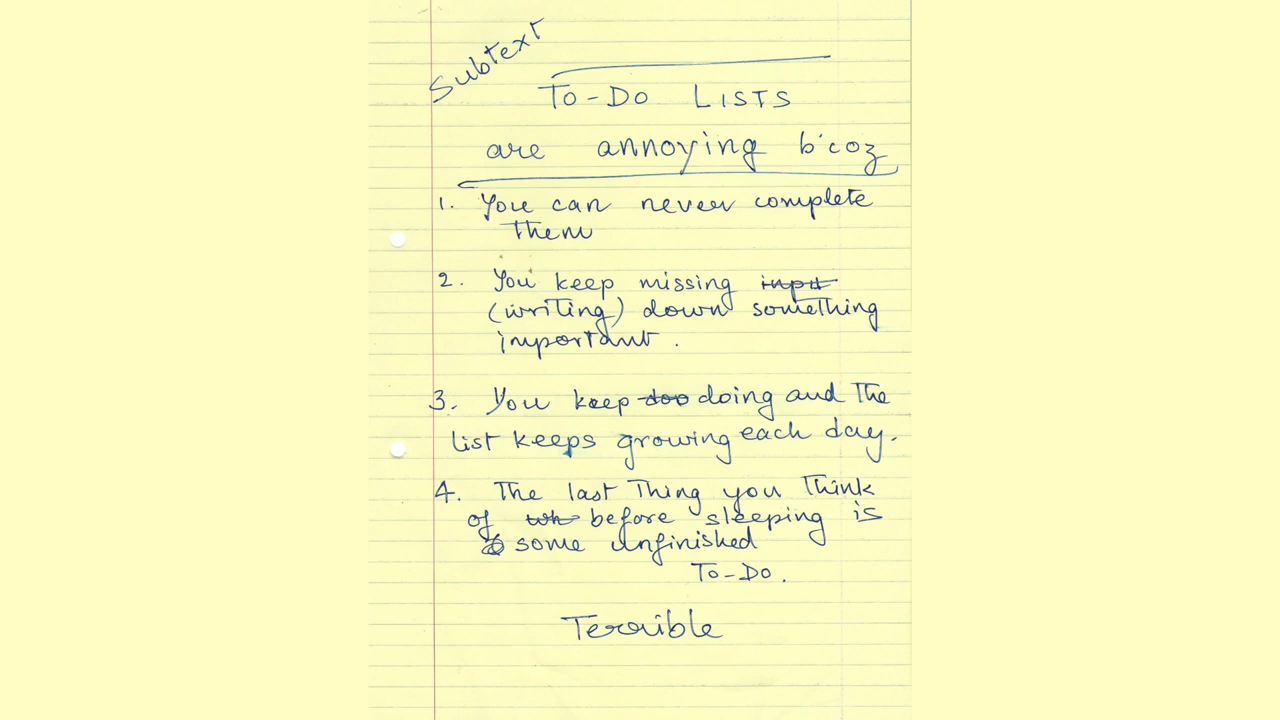 Subtext
TO-DO LISTS
are annoying b'coz
1. You can never complete
them
2. You keep missing
(writing) down something
important.
3. You keep doing and the
list keeps growing each day.
4. The last thing you think
of before sleeping is
some unfinished
TO-DO.
Terrible